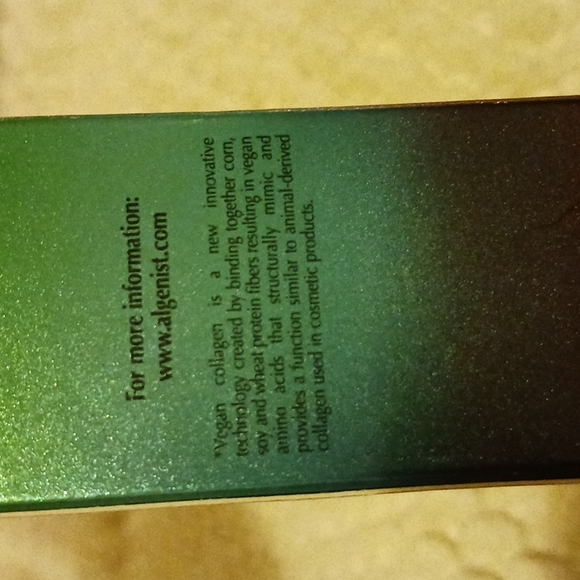 For more information:
www.algenist.com
*Vegan collagen is a new innovative
technology created by binding together corn,
soy and wheat protein fibers resulting in vegan
amino acids that structurally mimic and
provides a function similar to animal-derived
collagen used in cosmetic products.